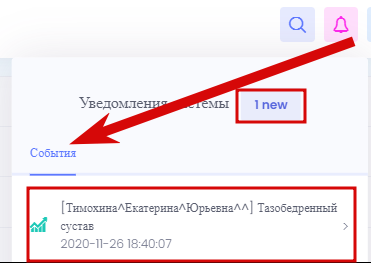 Уведомления системы 1 new
События
[Тимохина^Екатерина^Юрьевна^^] Тазобедренный
сустав
2020-11-26 18:40:07